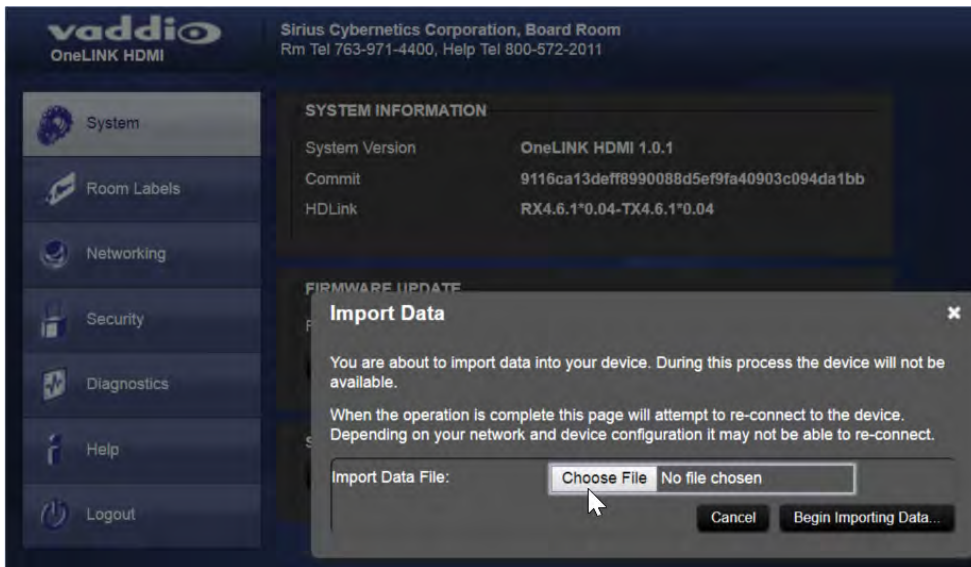 vaddio
OneLINK HDMI
Sirius Cybernetics Corporation, Board Room
Rm Tel 763-971-4400, Help Tel 800-572-2011
System
Room Labels
Networking
Security
Diagnostics
Help
Logout
SYSTEM INFORMATION
System Version OneLINK HDMI 1.0.1
Commit 9116ca13deff8990088d5ef9fa40903c094da1bb
HDLink RX4.6.1*0.04-TX4.6.1*0.04
FIRMWARE UPDATE
Import Data
You are about to import data into your device. During this process the device will not be
available.
When the operation is complete this page will attempt to re-connect to the device.
Depending on your network and device configuration it may not be able to re-connect.
Import Data File: Choose File No file chosen
Cancel Begin Importing Data...